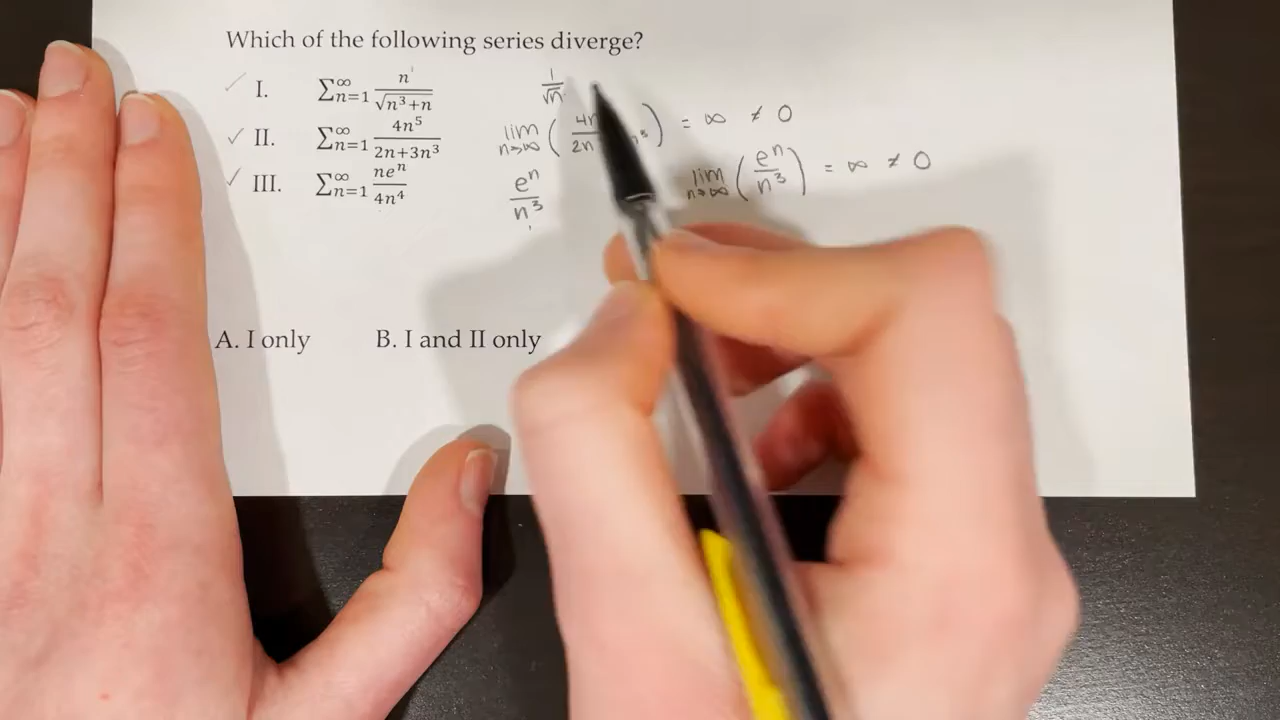 Which of the following series diverge?
✓ I. ∑_{n=1}^{∞} n/√(n³+n) 1/√n
✓ II. ∑_{n=1}^{∞} 4n⁵/(2n+3n³) lim n→∞ ( ) = ∞ ≠ 0
✓ III. ∑_{n=1}^{∞} neⁿ/4n⁴ eⁿ/n³ lim n→∞ (eⁿ/n³) = ∞ ≠ 0
A. I only B. I and II only